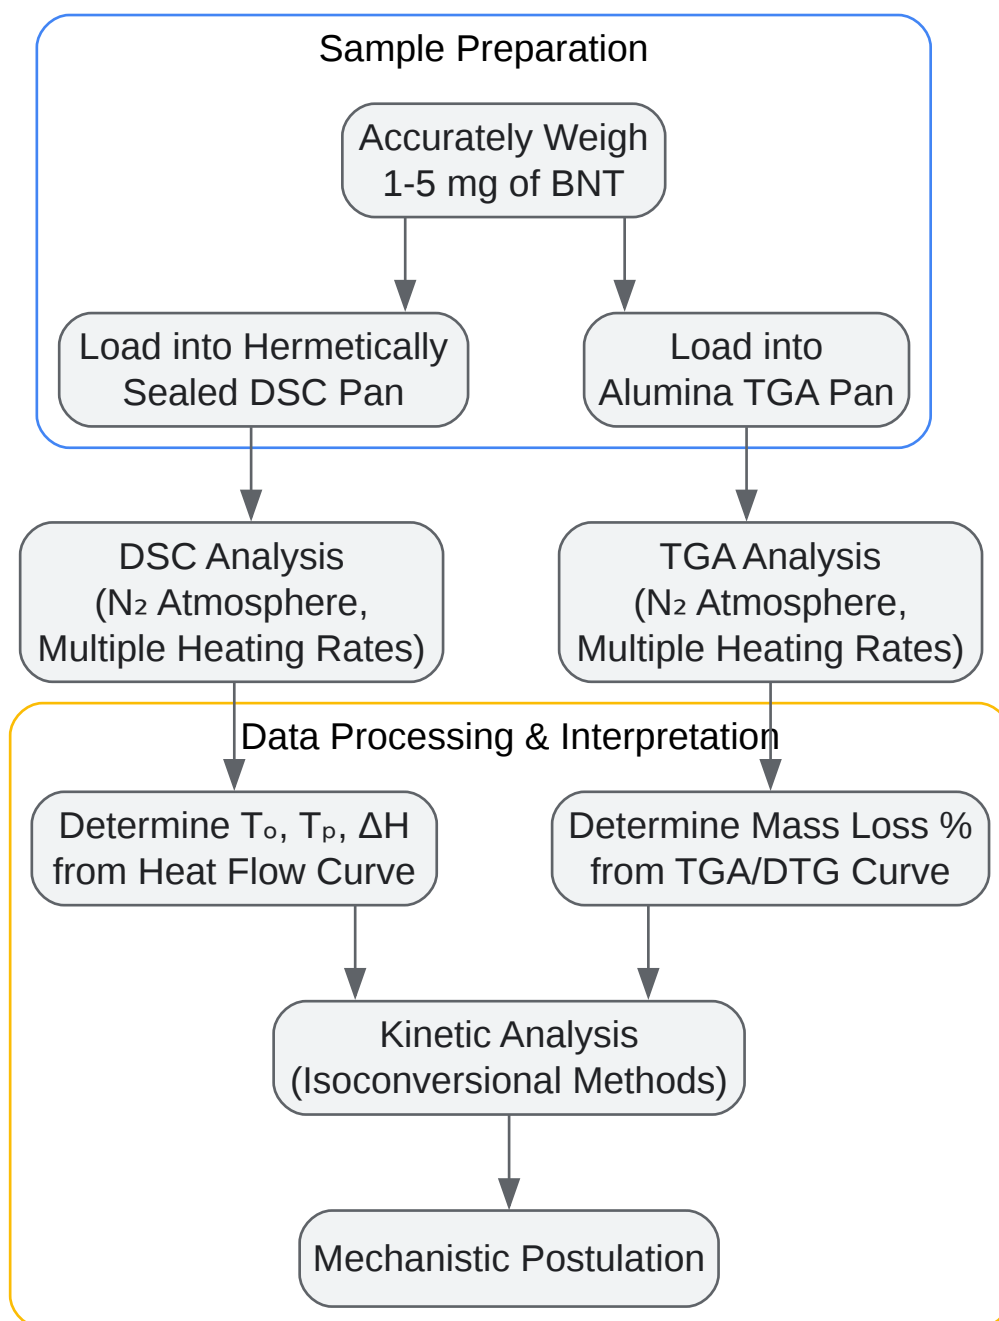 Sample Preparation
Accurately Weigh
1-5 mg of BNT
Load into Hermetically
Sealed DSC Pan
Load into
Alumina TGA Pan
DSC Analysis
(N₂ Atmosphere,
Multiple Heating Rates)
TGA Analysis
(N₂ Atmosphere,
Multiple Heating Rates)
Data Processing & Interpretation
Determine Tₒ, Tₚ, ΔH
from Heat Flow Curve
Determine Mass Loss %
from TGA/DTG Curve
Kinetic Analysis
(Isoconversional Methods)
Mechanistic Postulation